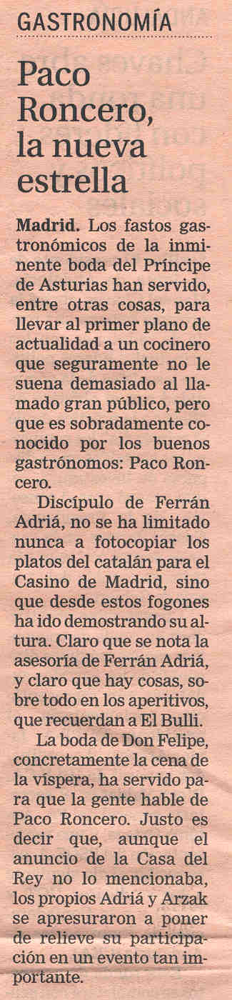 GASTRONOMÍA
Paco
Roncero,
la nueva
estrella
Madrid. Los fastos gas-
tronómicos de la inmi-
nente boda del Príncipe
de Asturias han servido,
entre otras cosas, para
llevar al primer plano de
actualidad a un cocinero
que seguramente no le
suena demasiado al lla-
mado gran público, pero
que es sobradamente co-
nocido por los buenos
gastrónomos: Paco Ron-
cero.
Discípulo de Ferrán
Adriá, no se ha limitado
nunca a fotocopiar los
platos del catalán para el
Casino de Madrid, sino
que desde estos fogones
ha ido demostrando su al-
tura. Claro que se nota la
asesoría de Ferrán Adriá,
y claro que hay cosas, so-
bre todo en los aperitivos,
que recuerdan a El Bulli.
La boda de Don Felipe,
concretamente la cena de
la víspera, ha servido pa-
ra que la gente hable de
Paco Roncero. Justo es
decir que, aunque el
anuncio de la Casa del
Rey no lo mencionaba,
los propios Adriá y Arzak
se apresuraron a poner
de relieve su participa-
ción en un evento tan im-
portante.